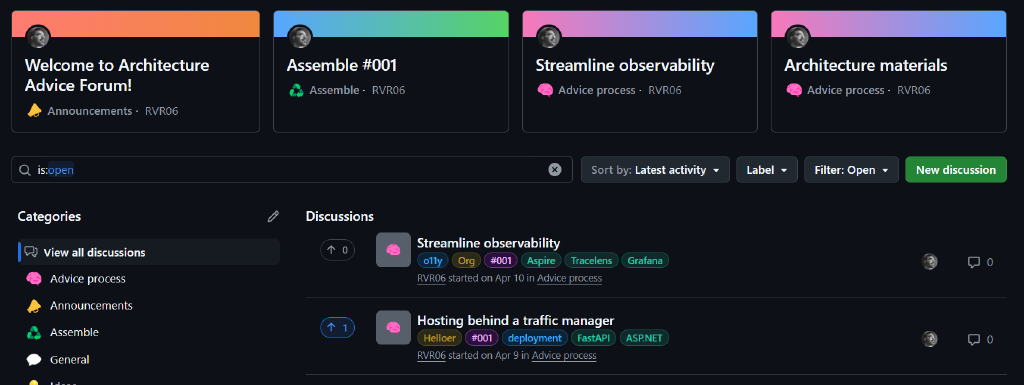 Welcome to Architecture
Advice Forum!
Announcements · RVR06
Assemble #001
Assemble · RVR06
Streamline observability
Advice process · RVR06
Architecture materials
Advice process · RVR06
is:open
Sort by: Latest activity
Label
Filter: Open
New discussion
Categories
View all discussions
Advice process
Announcements
Assemble
General
Ideas
Discussions
0
Streamline observability
o11y Org #001 Aspire Tracelens Grafana
RVR06 started on Apr 10 in Advice process
0
1
Hosting behind a traffic manager
Helloer #001 deployment FastAPI ASP.NET
RVR06 started on Apr 9 in Advice process
0